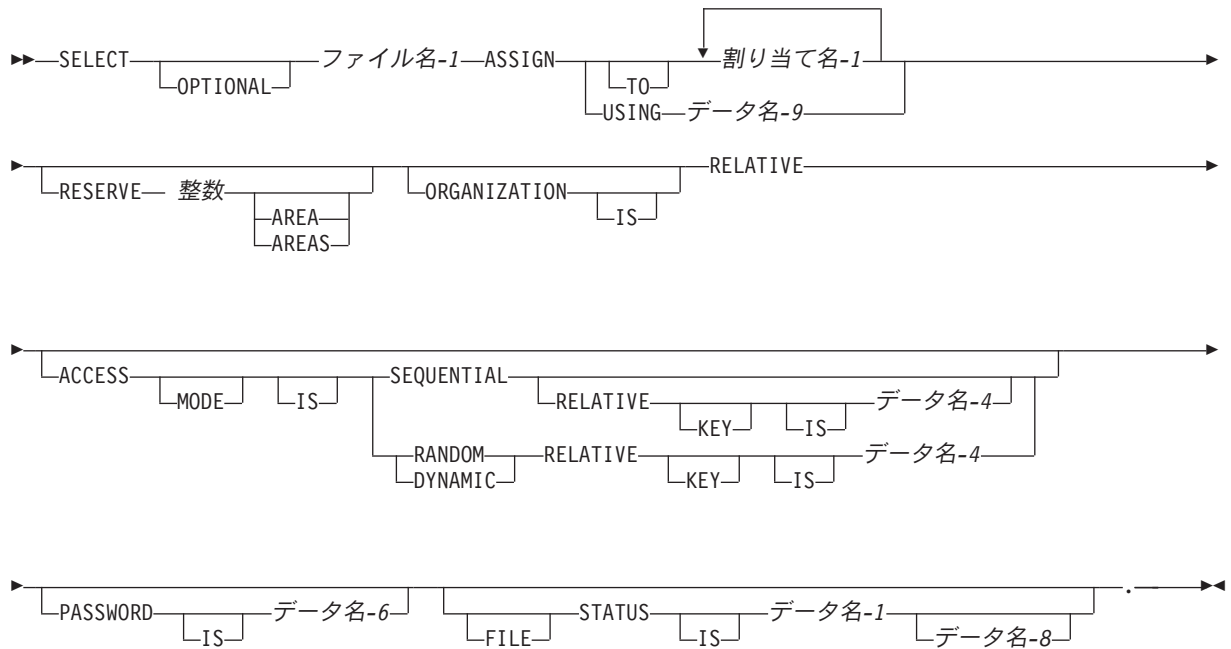 SELECT OPTIONAL ファイル名-1 ASSIGN TO 割り当て名-1
USING データ名-9
RESERVE 整数 AREA AREAS ORGANIZATION IS RELATIVE
ACCESS MODE IS SEQUENTIAL RELATIVE KEY IS データ名-4
RANDOM DYNAMIC RELATIVE KEY IS データ名-4
PASSWORD IS データ名-6 FILE STATUS IS データ名-1 データ名-8 .